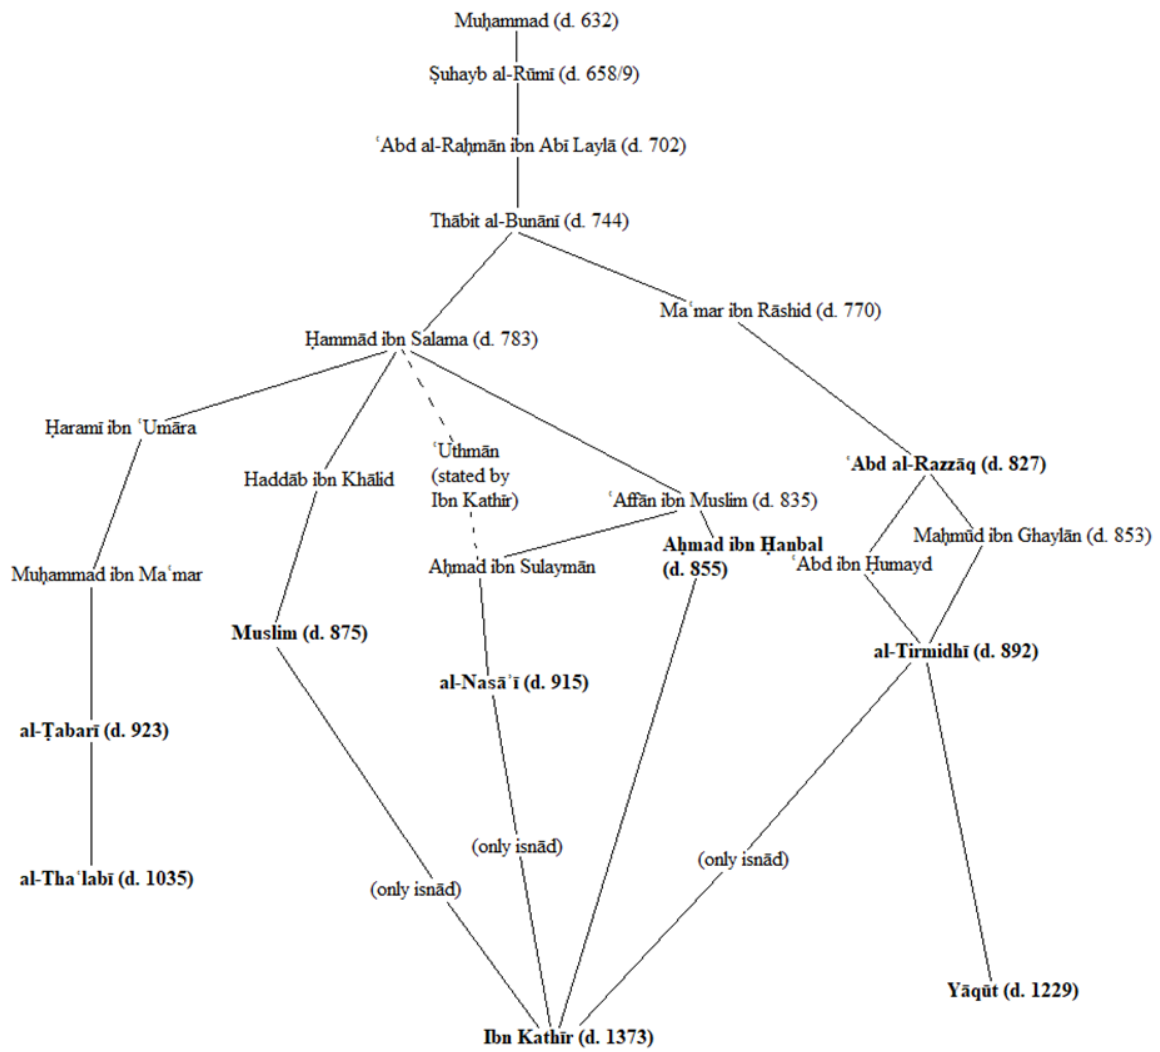 Muḥammad (d. 632)
Ṣuhayb al-Rūmī (d. 658/9)
ʿAbd al-Raḥmān ibn Abī Laylā (d. 702)
Thābit al-Bunānī (d. 744)
Maʿmar ibn Rāshid (d. 770)
Ḥammād ibn Salama (d. 783)
Ḥaramī ibn ʿUmāra
ʿUthmān
(stated by
Ibn Kathīr)
Haddāb ibn Khālid
ʿAbd al-Razzāq (d. 827)
ʿAffān ibn Muslim (d. 835)
Maḥmūd ibn Ghaylān (d. 853)
Aḥmad ibn Ḥanbal
(d. 855)
ʿAbd ibn Ḥumayd
Muḥammad ibn Maʿmar
Aḥmad ibn Sulaymān
Muslim (d. 875)
al-Tirmidhī (d. 892)
al-Nasāʾī (d. 915)
al-Ṭabarī (d. 923)
(only isnād)
(only isnād)
al-Thaʿlabī (d. 1035)
(only isnād)
Yāqūt (d. 1229)
Ibn Kathīr (d. 1373)